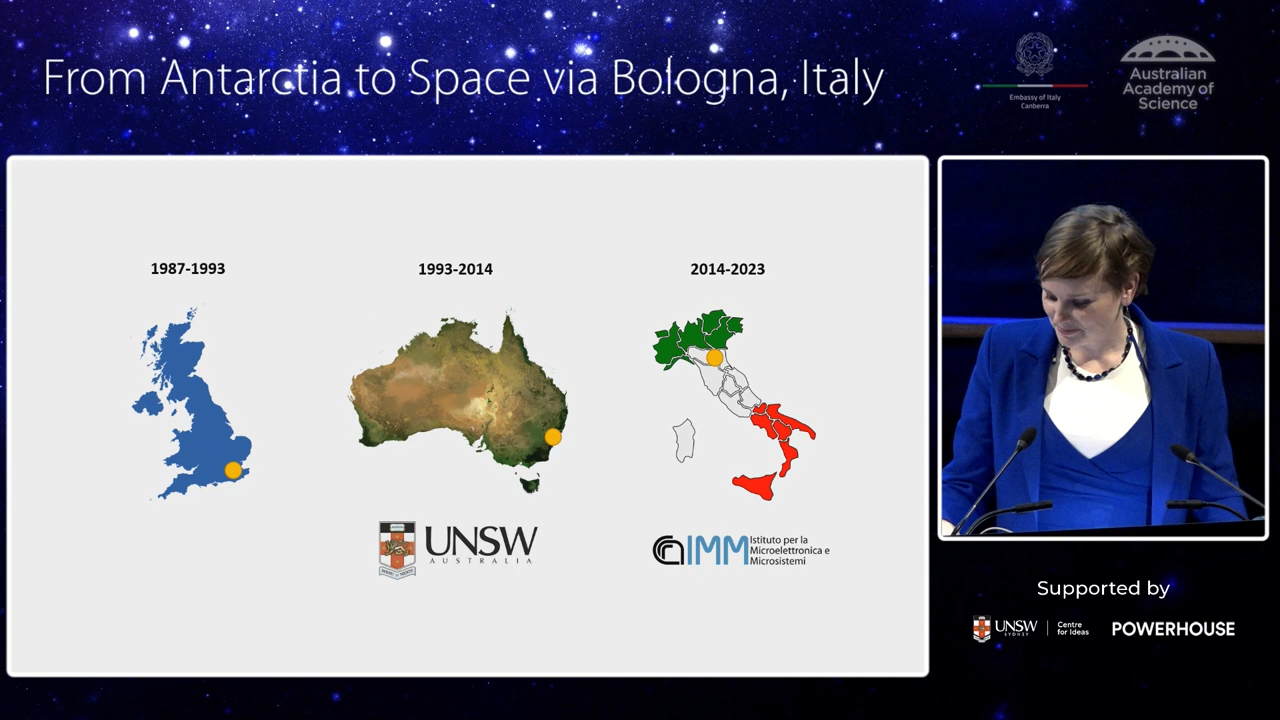 From Antarctia to Space via Bologna, Italy
Embassy of Italy
Canberra
Australian
Academy of
Science
1987-1993
1993-2014
2014-2023
UNSW
AUSTRALIA
IMM
Istituto per la
Microelettronica e
Microsistemi
Supported by
UNSW
SYDNEY
Centre
for Ideas
POWERHOUSE